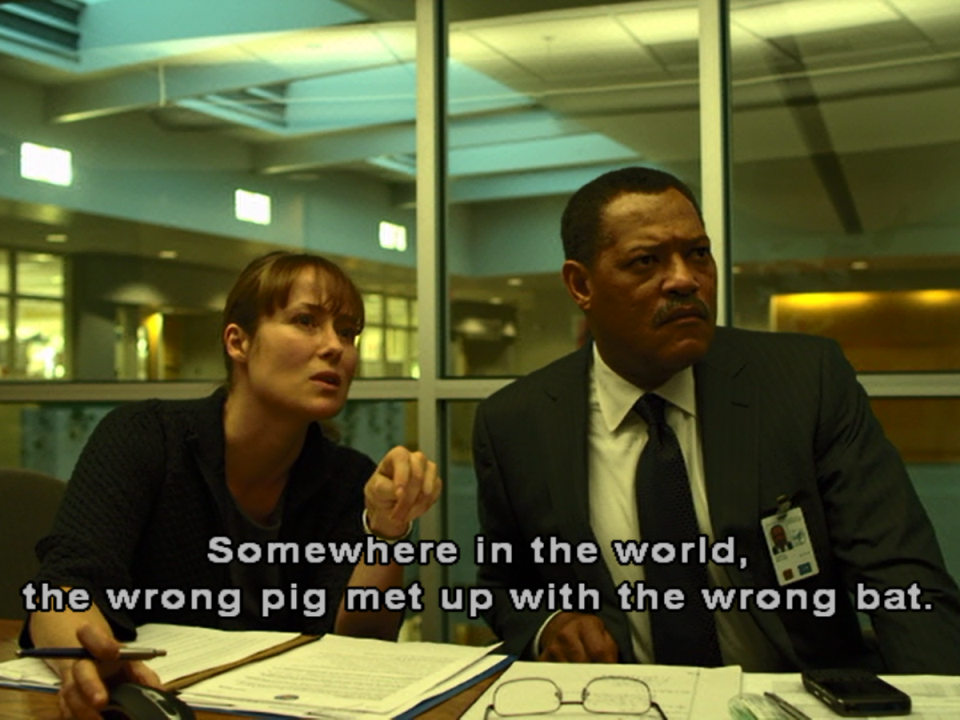 Somewhere in the world,
the wrong pig met up with the wrong bat.